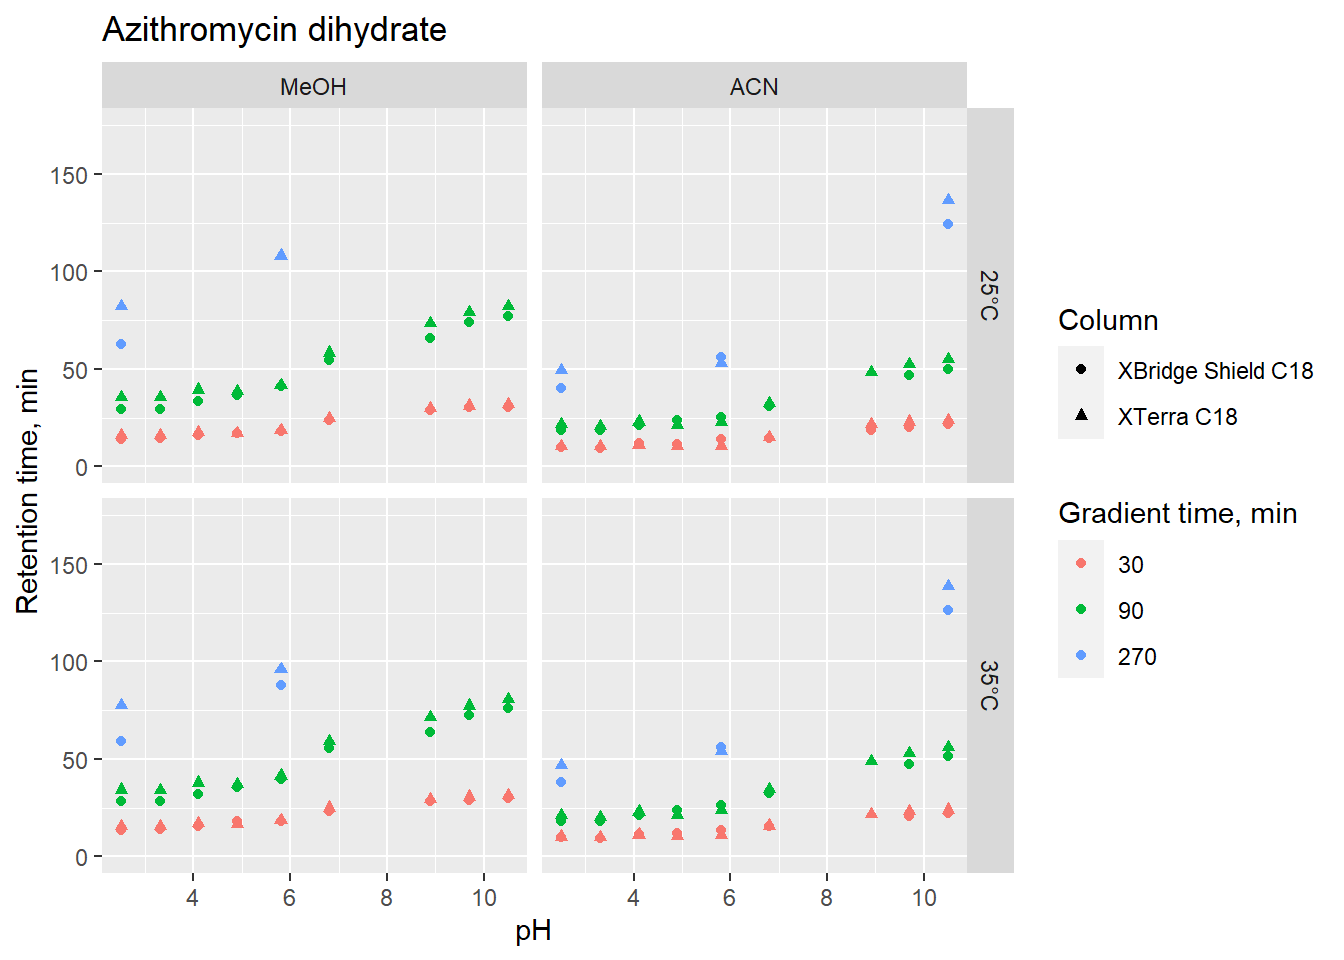 Azithromycin dihydrate
MeOH
ACN
150
100
50
0
25°C
150
100
50
0
35°C
4 6 8 10
4 6 8 10
pH
Retention time, min
Column
XBridge Shield C18
XTerra C18
Gradient time, min
30
90
270